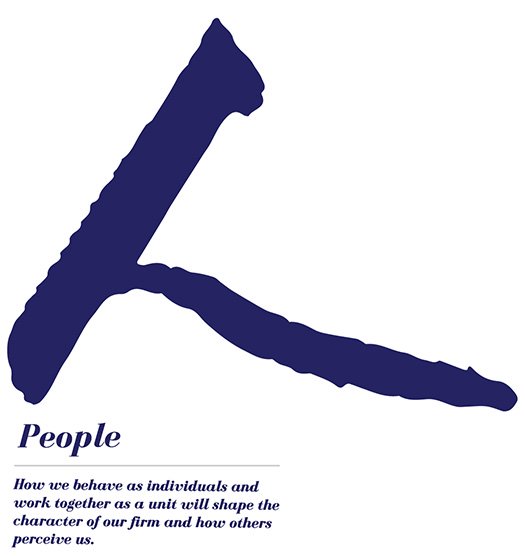 人
People
How we behave as individuals and
work together as a unit will shape the
character of our firm and how others
perceive us.